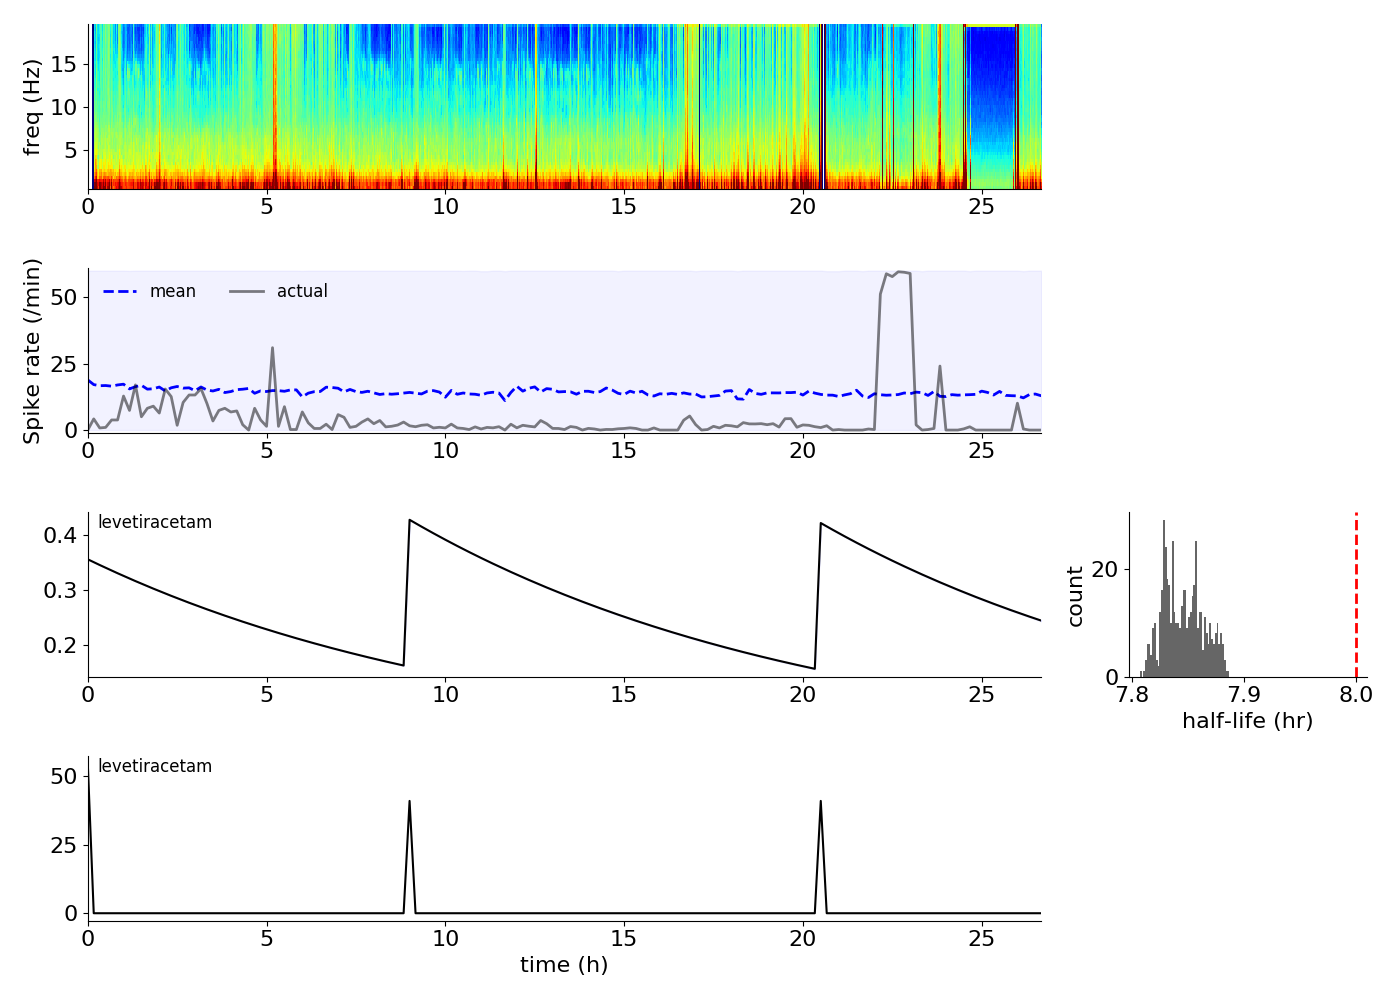 freq (Hz)
15
10
5
0 5 10 15 20 25
Spike rate (/min)
50
25
0
mean actual
0 5 10 15 20 25
levetiracetam
0.4
0.3
0.2
0 5 10 15 20 25
count
20
0
7.8 7.9 8.0
half-life (hr)
levetiracetam
50
25
0
0 5 10 15 20 25
time (h)